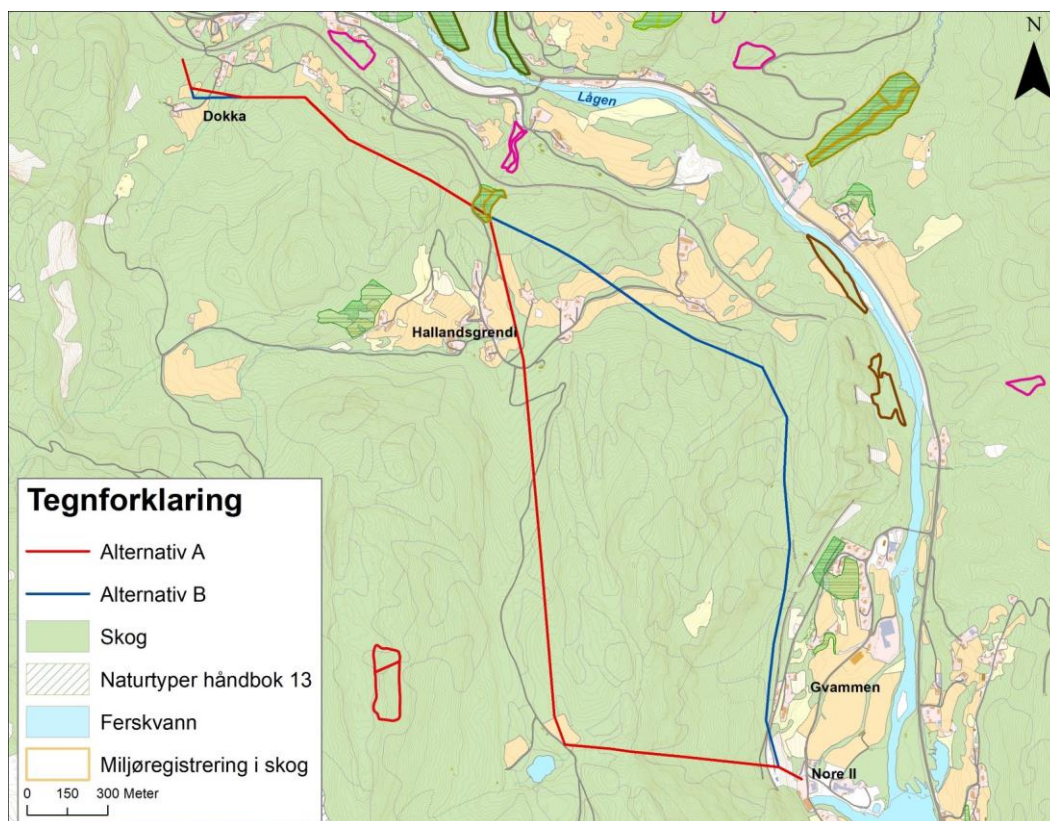 N
Lågen
Dokka
Hallandsgrendi
Tegnforklaring
Alternativ A
Alternativ B
Skog
Naturtyper håndbok 13
Ferskvann
Miljøregistrering i skog
0 150 300 Meter
Gvammen
Nore II